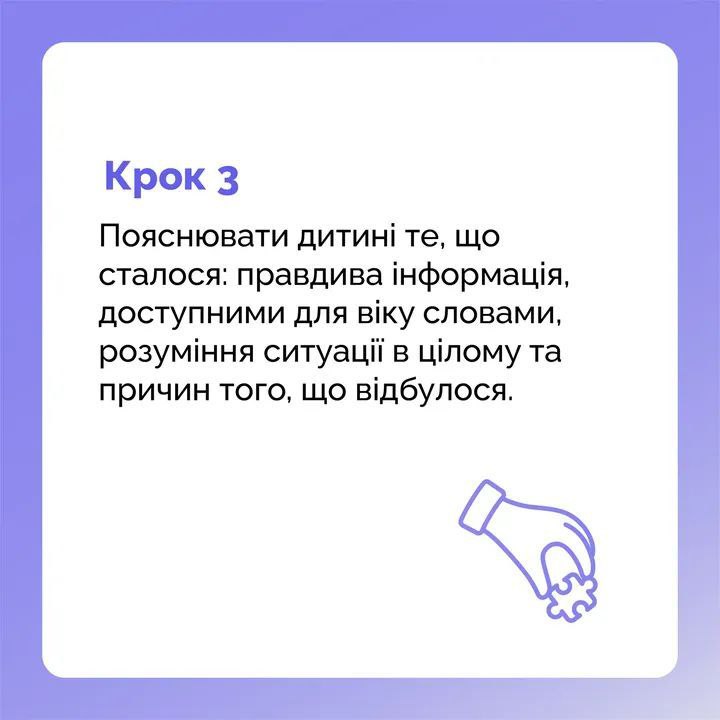 Крок 3
Пояснювати дитині те, що
сталося: правдива інформація,
доступними для віку словами,
розуміння ситуації в цілому та
причин того, що відбулося.